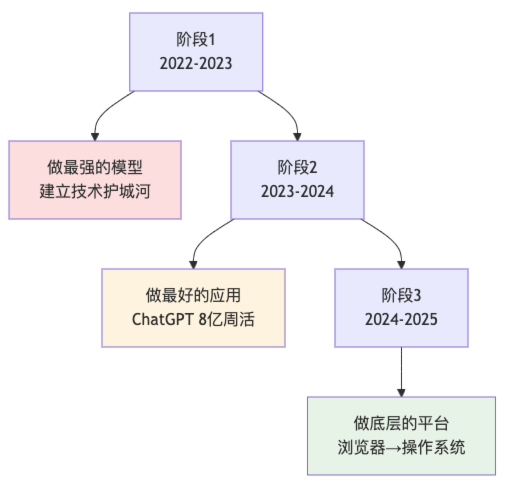 阶段1
2022-2023
做最强的模型
建立技术护城河
阶段2
2023-2024
做最好的应用
ChatGPT 8亿周活
阶段3
2024-2025
做底层的平台
浏览器→操作系统